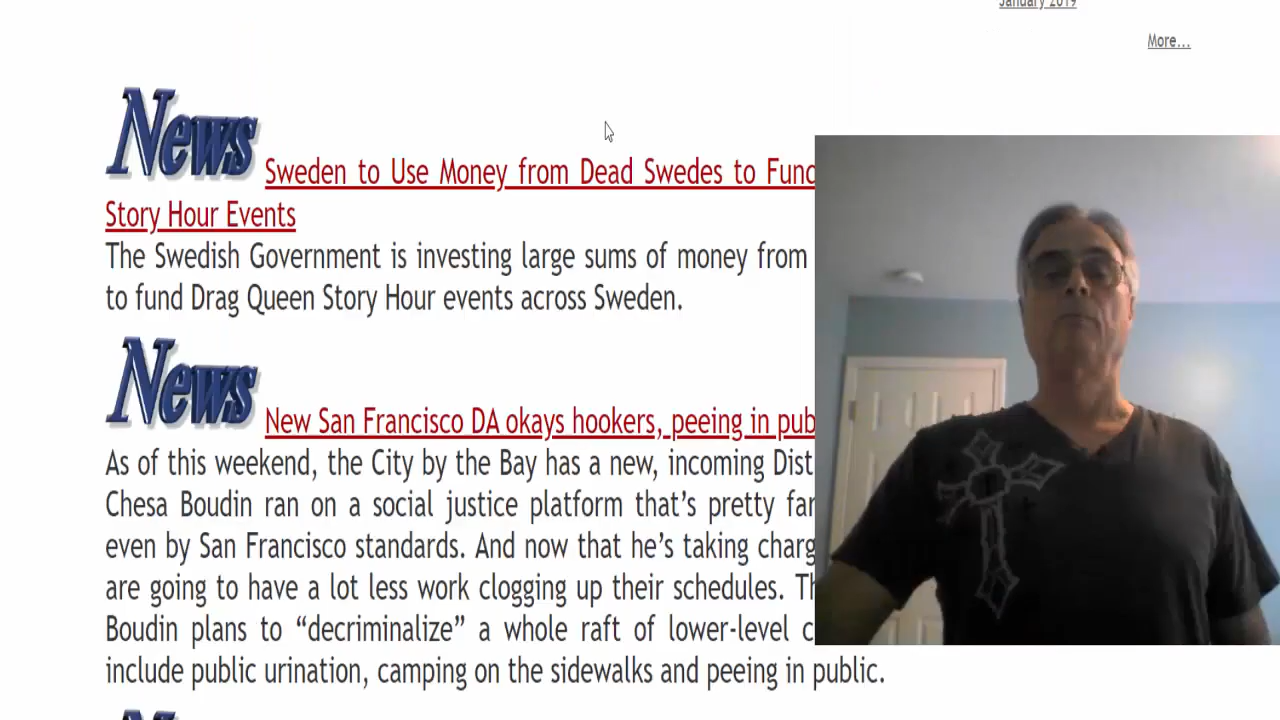 January 2019
More...
News
Sweden to Use Money from Dead Swedes to Fund
Story Hour Events
The Swedish Government is investing large sums of money from
to fund Drag Queen Story Hour events across Sweden.
News
New San Francisco DA okays hookers, peeing in pub
As of this weekend, the City by the Bay has a new, incoming Dist
Chesa Boudin ran on a social justice platform that’s pretty far
even by San Francisco standards. And now that he’s taking charg
are going to have a lot less work clogging up their schedules. Th
Boudin plans to “decriminalize” a whole raft of lower-level c
include public urination, camping on the sidewalks and peeing in public.